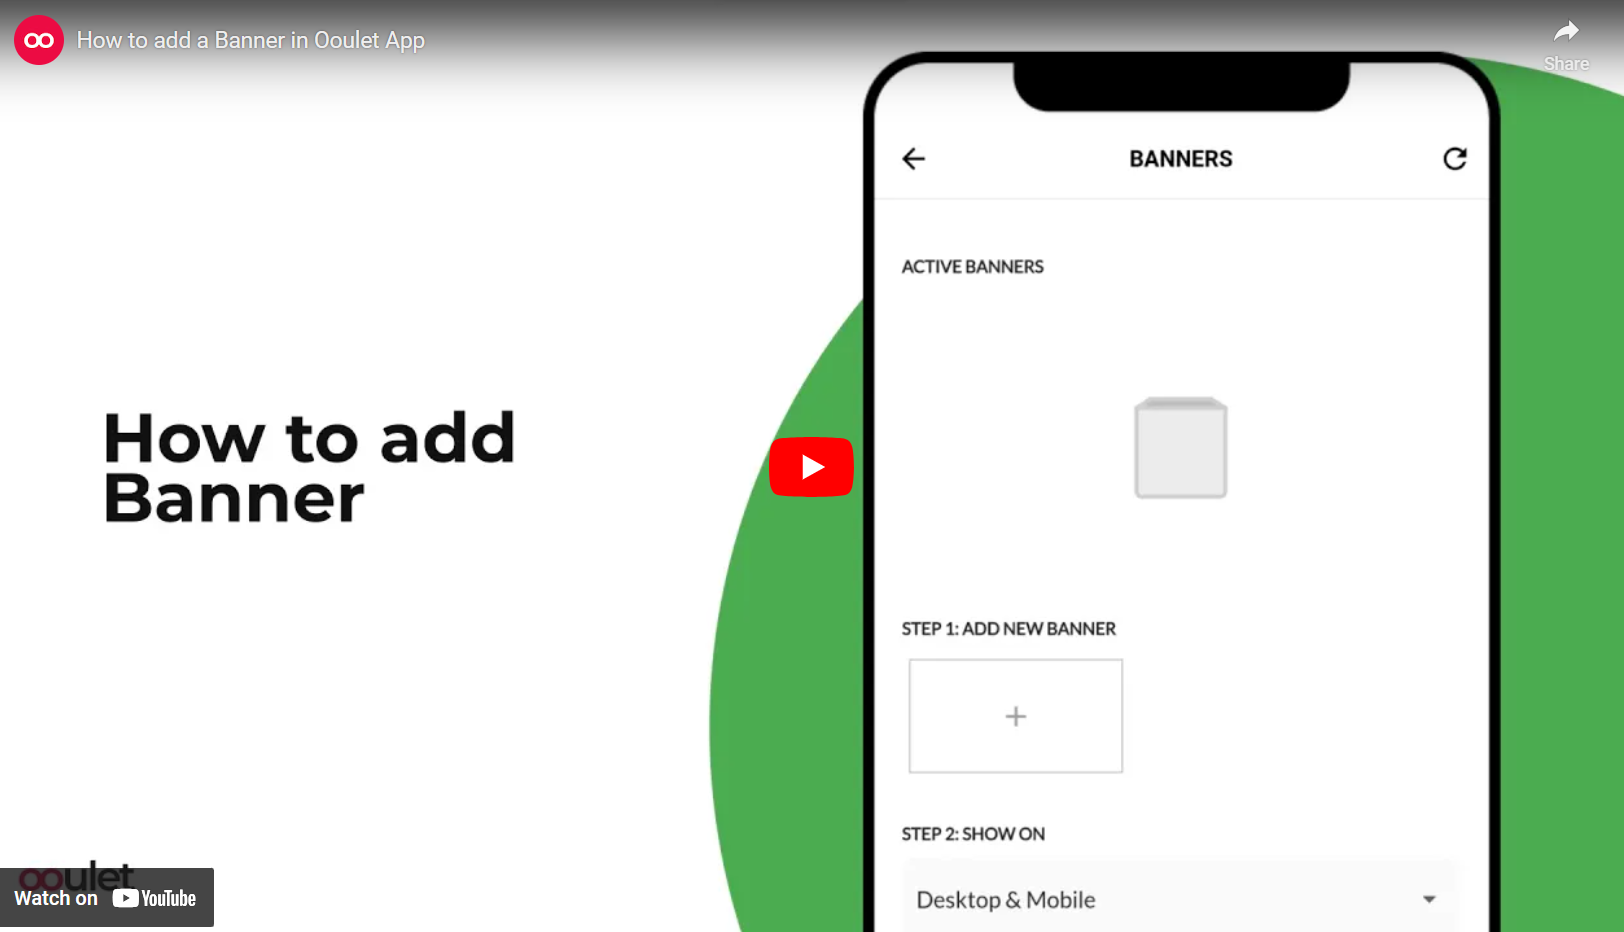 How to add a Banner in Ooulet App
Share
BANNERS
ACTIVE BANNERS
How to add
Banner
STEP 1: ADD NEW BANNER
STEP 2: SHOW ON
Desktop & Mobile
ooulet
Watch on YouTube